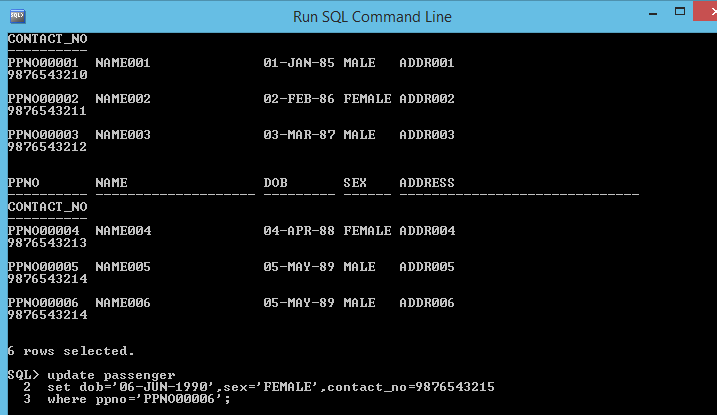 SQL>
Run SQL Command Line
CONTACT_NO
----------
PPNO00001  NAME001              01-JAN-85 MALE   ADDR001
9876543210
PPNO00002  NAME002              02-FEB-86 FEMALE ADDR002
9876543211
PPNO00003  NAME003              03-MAR-87 MALE   ADDR003
9876543212
PPNO       NAME                 DOB       SEX    ADDRESS
---------- -------------------- --------- ------ ------------------------------
CONTACT_NO
----------
PPNO00004  NAME004              04-APR-88 FEMALE ADDR004
9876543213
PPNO00005  NAME005              05-MAY-89 MALE   ADDR005
9876543214
PPNO00006  NAME006              05-MAY-89 MALE   ADDR006
9876543214
6 rows selected.
SQL> update passenger
  2  set dob='06-JUN-1990',sex='FEMALE',contact_no=9876543215
  3  where ppno='PPNO00006';